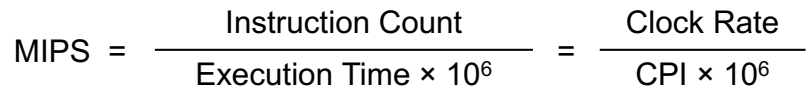 MIPS = Instruction Count / Execution Time × 10⁶ = Clock Rate / CPI × 10⁶